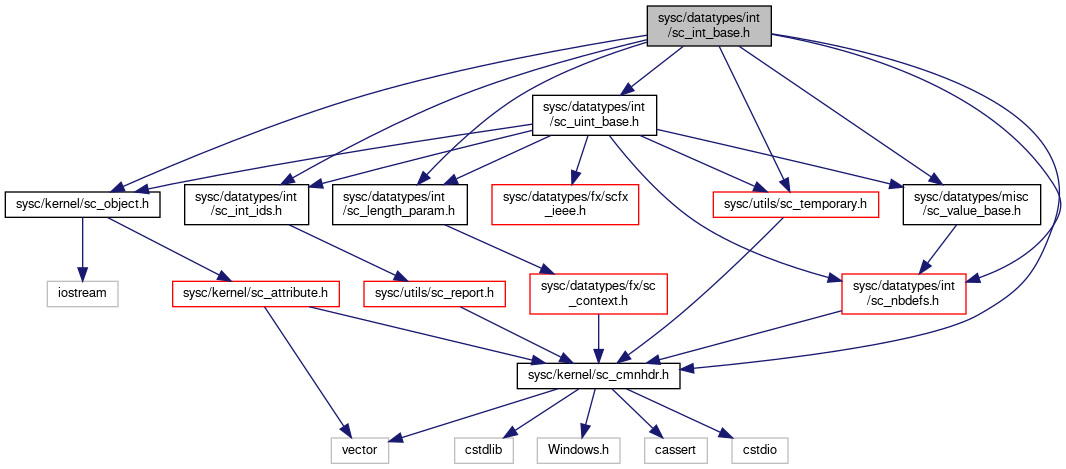 sysc/datatypes/int
/sc_int_base.h
sysc/datatypes/int
/sc_uint_base.h
sysc/kernel/sc_object.h
sysc/datatypes/int
/sc_int_ids.h
sysc/datatypes/int
/sc_length_param.h
sysc/datatypes/fx/scfx
_ieee.h
sysc/utils/sc_temporary.h
sysc/datatypes/misc
/sc_value_base.h
iostream
sysc/kernel/sc_attribute.h
sysc/utils/sc_report.h
sysc/datatypes/fx/sc
_context.h
sysc/datatypes/int
/sc_nbdefs.h
sysc/kernel/sc_cmnhdr.h
vector
cstdlib
Windows.h
cassert
cstdio